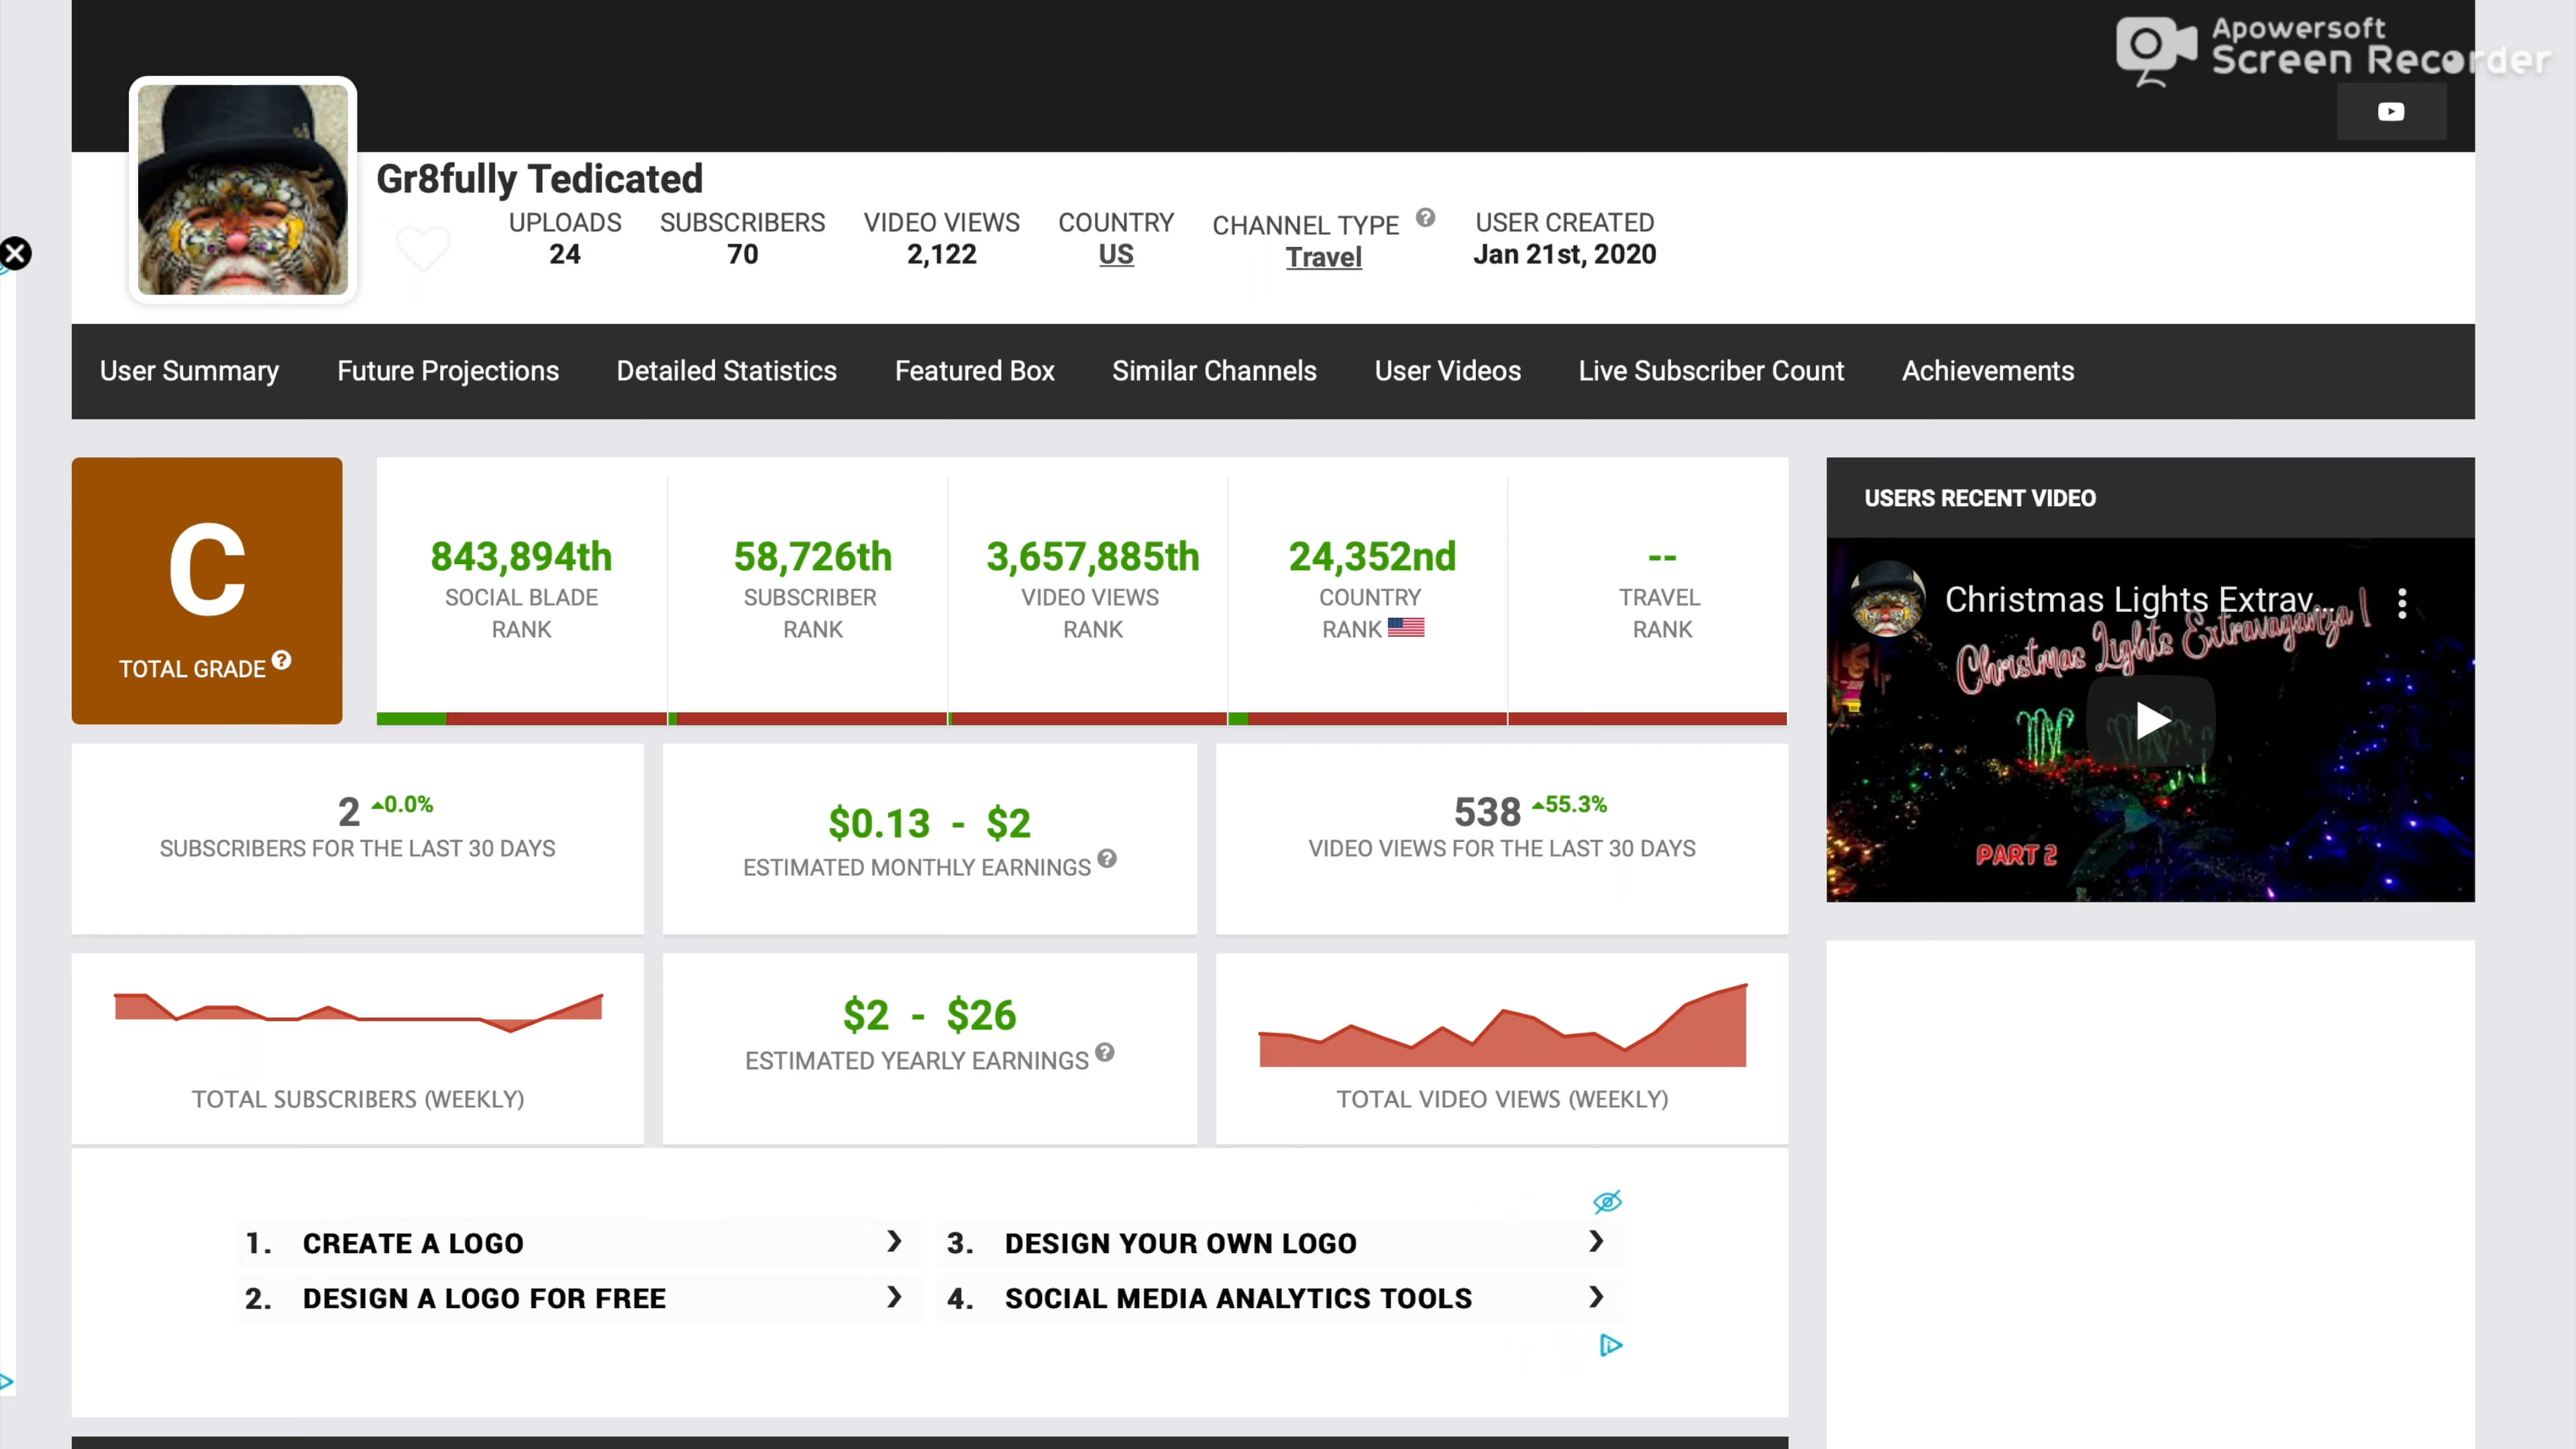 Apowersoft
Screen Recorder
Gr8fully Tedicated
UPLOADS
24
SUBSCRIBERS
70
VIDEO VIEWS
2,122
COUNTRY
US
CHANNEL TYPE
Travel
USER CREATED
Jan 21st, 2020
User Summary
Future Projections
Detailed Statistics
Featured Box
Similar Channels
User Videos
Live Subscriber Count
Achievements
C
TOTAL GRADE
843,894th
SOCIAL BLADE
RANK
58,726th
SUBSCRIBER
RANK
3,657,885th
VIDEO VIEWS
RANK
24,352nd
COUNTRY
RANK
--
TRAVEL
RANK
USERS RECENT VIDEO
Christmas Lights Extrav...
Christmas Lights Extravaganza!
PART 2
2 0.0%
SUBSCRIBERS FOR THE LAST 30 DAYS
$0.13 - $2
ESTIMATED MONTHLY EARNINGS
538 55.3%
VIDEO VIEWS FOR THE LAST 30 DAYS
TOTAL SUBSCRIBERS (WEEKLY)
$2 - $26
ESTIMATED YEARLY EARNINGS
TOTAL VIDEO VIEWS (WEEKLY)
1. CREATE A LOGO
2. DESIGN A LOGO FOR FREE
3. DESIGN YOUR OWN LOGO
4. SOCIAL MEDIA ANALYTICS TOOLS